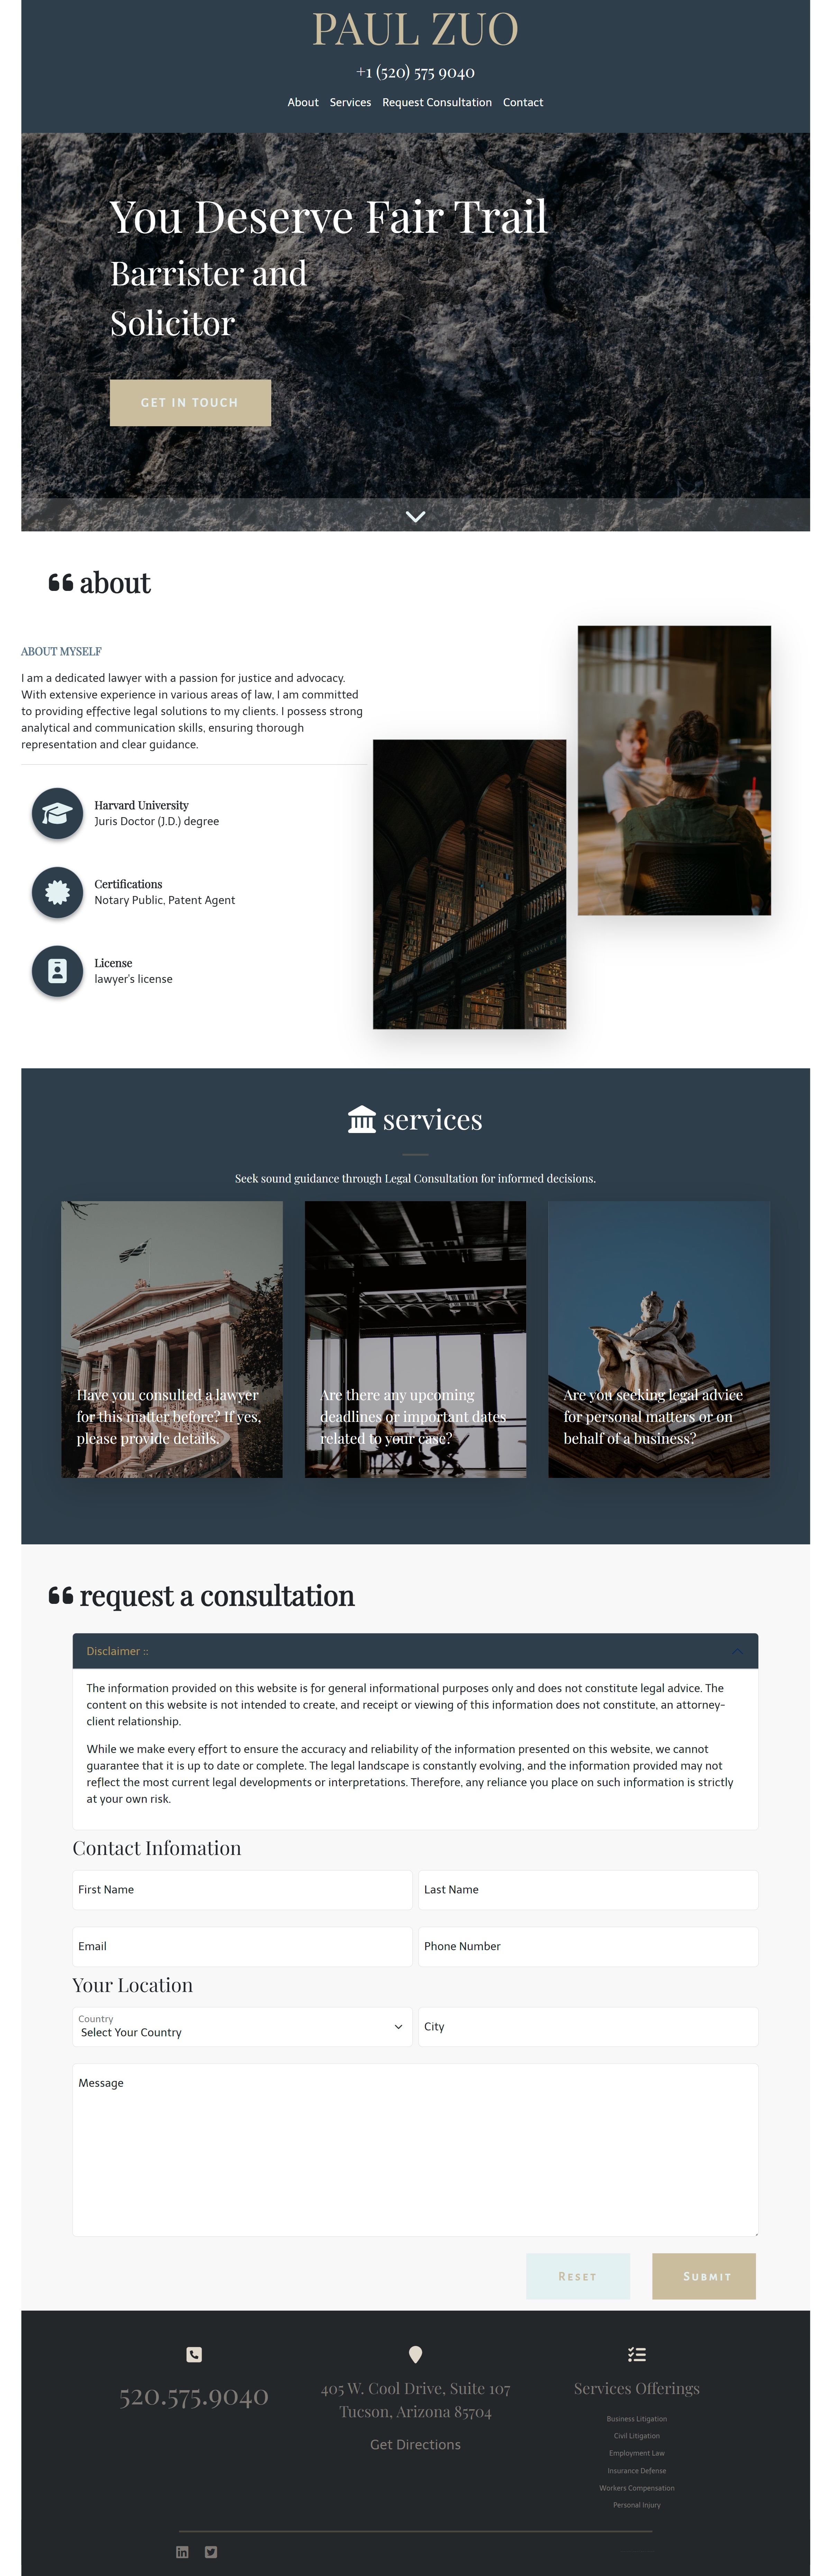 PAUL ZUO
+1 (520) 575 9040
About Services Request Consultation Contact
You Deserve Fair Trail
Barrister and
Solicitor
GET IN TOUCH
about
ABOUT MYSELF
I am a dedicated lawyer with a passion for justice and advocacy.
With extensive experience in various areas of law, I am committed
to providing effective legal solutions to my clients. I possess strong
analytical and communication skills, ensuring thorough
representation and clear guidance.
Harvard University
Juris Doctor (J.D.) degree
Certifications
Notary Public, Patent Agent
License
lawyer's license
services
Seek sound guidance through Legal Consultation for informed decisions.
Have you consulted a lawyer
for this matter before? If yes,
please provide details.
Are there any upcoming
deadlines or important dates
related to your case?
Are you seeking legal advice
for personal matters or on
behalf of a business?
request a consultation
Disclaimer ::
The information provided on this website is for general informational purposes only and does not constitute legal advice. The
content on this website is not intended to create, and receipt or viewing of this information does not constitute, an attorney-
client relationship.
While we make every effort to ensure the accuracy and reliability of the information presented on this website, we cannot
guarantee that it is up to date or complete. The legal landscape is constantly evolving, and the information provided may not
reflect the most current legal developments or interpretations. Therefore, any reliance you place on such information is strictly
at your own risk.
Contact Infomation
First Name
Last Name
Email
Phone Number
Your Location
Country
Select Your Country
City
Message
Reset
Submit
520.575.9040
405 W. Cool Drive, Suite 107
Tucson, Arizona 85704
Get Directions
Services Offerings
Business Litigation
Civil Litigation
Employment Law
Insurance Defense
Workers Compensation
Personal Injury